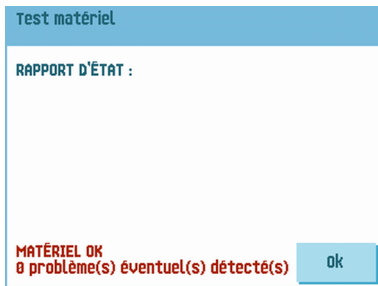 Test matériel
RAPPORT D'ÉTAT :
MATÉRIEL OK
0 problème(s) éventuel(s) détecté(s)
ok